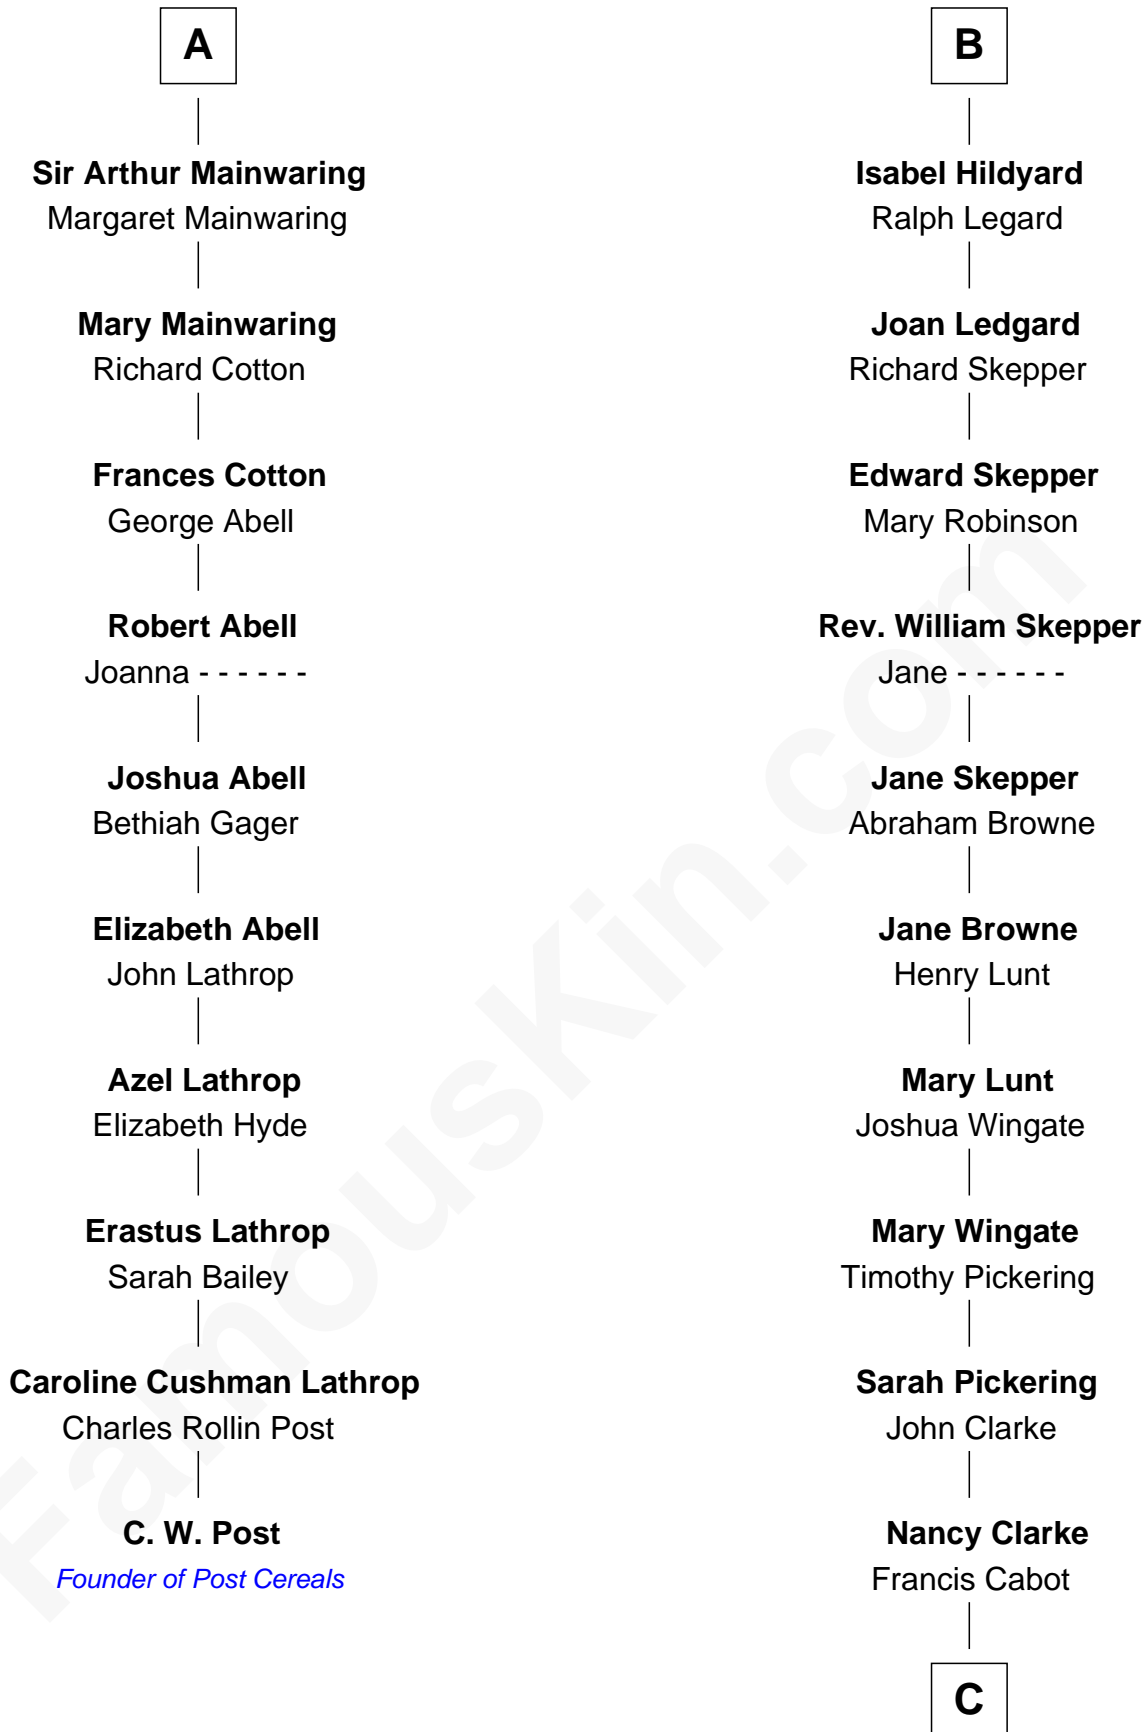 A
Sir Arthur Mainwaring
Margaret Mainwaring
Mary Mainwaring
Richard Cotton
Frances Cotton
George Abell
Robert Abell
Joanna - - - - - -
Joshua Abell
Bethiah Gager
Elizabeth Abell
John Lathrop
Azel Lathrop
Elizabeth Hyde
Erastus Lathrop
Sarah Bailey
Caroline Cushman Lathrop
Charles Rollin Post
C. W. Post
Founder of Post Cereals
B
Isabel Hildyard
Ralph Legard
Joan Ledgard
Richard Skepper
Edward Skepper
Mary Robinson
Rev. William Skepper
Jane - - - - - -
Jane Skepper
Abraham Browne
Jane Browne
Henry Lunt
Mary Lunt
Joshua Wingate
Mary Wingate
Timothy Pickering
Sarah Pickering
John Clarke
Nancy Clarke
Francis Cabot
C
FamousKin.com